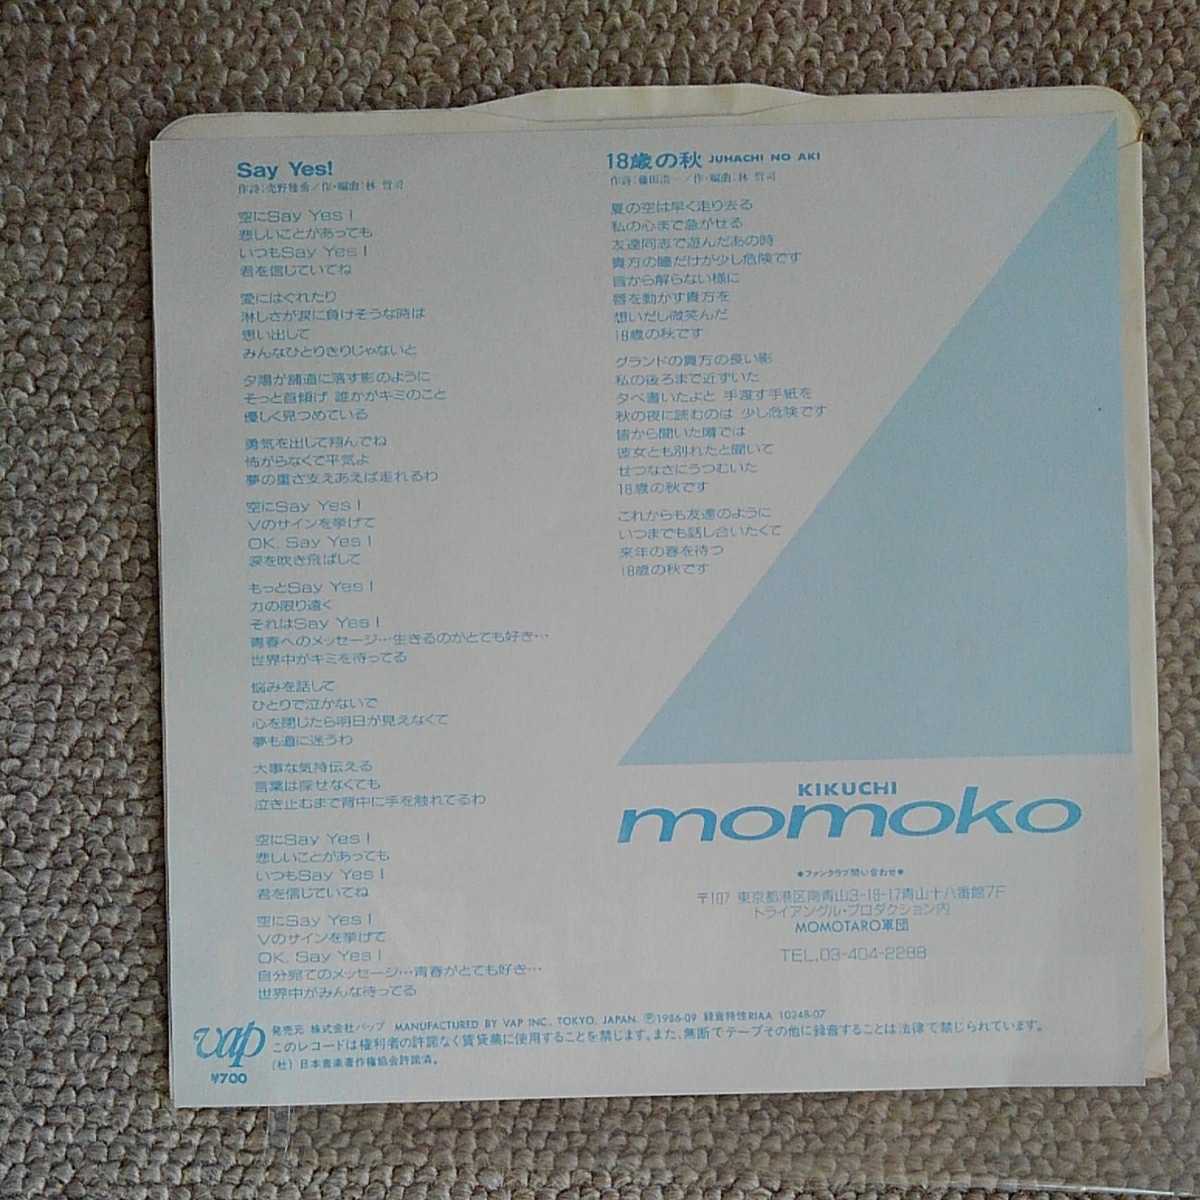 Say Yes!
作詩:売野雅勇/作・編曲:林 哲司
空にSay Yes!
悲しいことがあっても
いつもSay Yes!
君を信じていてね
愛にはぐれたり
淋しさが涙に負けそうな時は
思い出して
みんなひとりきりじゃないと
夕陽が舗道に落す影のように
そっと首傾げ 誰かがキミのこと
優しく見つめている
勇気を出して翔んでね
怖がらなくて平気よ
夢の重さ支えあえば走れるわ
空にSay Yes!
Vのサインを挙げて
OK, Say Yes!
涙を吹き飛ばして
もっとSay Yes!
力の限り遠く
それはSay Yes!
青春へのメッセージ…生きるのがとても好き…
世界中がキミを待ってる
悩みを話して
ひとりで泣かないで
心を閉じたら明日が見えなくて
夢も道に迷うわ
大事な気持伝える
言葉は探せなくても
泣き止むまで背中に手を触れてるわ
空にSay Yes!
悲しいことがあっても
いつもSay Yes!
君を信じていてね
空にSay Yes!
Vのサインを挙げて
OK, Say Yes!
自分宛てのメッセージ…青春がとても好き…
世界中がみんな待ってる
18歳の秋 JUHACHI NO AKI
作詩:藤田浩一/作・編曲:林 哲司
夏の空は早く走り去る
私の心まで急がせる
友達同志で遊んだあの時
貴方の瞳だけが少し危険です
皆から解らない様に
唇を動かす貴方を
想いだし微笑んだ
18歳の秋です
グランドの貴方の長い影
私の後ろまで近ずいた
夕べ書いたよと 手渡す手紙を
秋の夜に読むのは 少し危険です
皆から聞いた噂では
彼女とも別れたと聞いて
せつなさにうつむいた
18歳の秋です
これからも友達のように
いつまでも話し合いたくて
来年の春を待つ
18歳の秋です
KIKUCHI
momoko
●ファンクラブ問い合わせ●
〒107 東京都港区南青山3-18-17青山十八番館7F
トライアングル・プロダクション内
MOMOTARO軍団
TEL.03-404-2288
vap
¥700
発売元 株式会社バップ MANUFACTURED BY VAP INC. TOKYO, JAPAN. Ⓟ1986-09 録音特性RIAA 10248-07
このレコードは権利者の許諾なく賃貸業に使用することを禁じます。また、無断でテープその他に録音することは法律で禁じられています。
(社)日本音楽著作権協会許諾済。